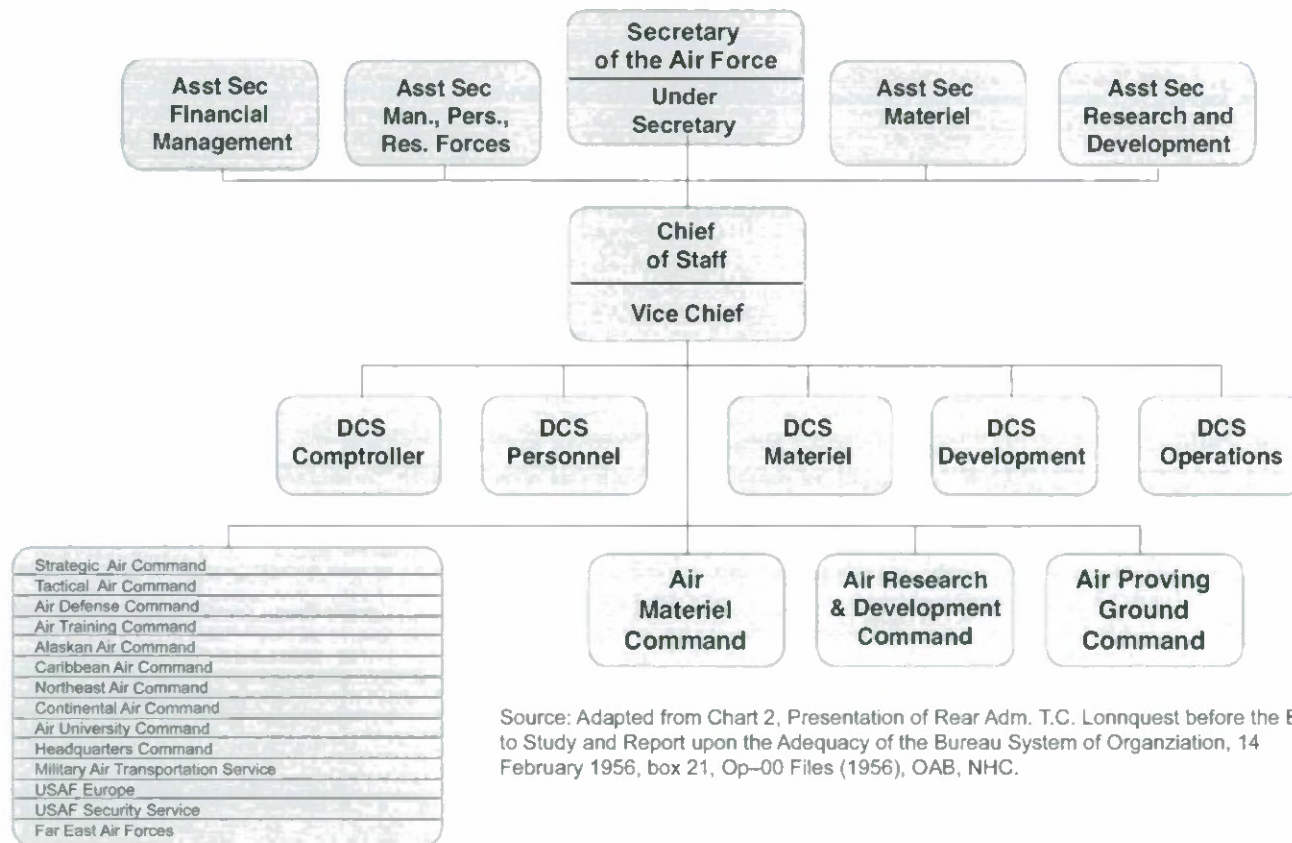 Asst Sec
Financial
Management
Asst Sec
Man., Pers.,
Res. Forces
Secretary
of the Air Force
Under
Secretary
Asst Sec
Materiel
Asst Sec
Research and
Development
Chief
of Staff
Vice Chief
DCS
Comptroller
DCS
Personnel
DCS
Materiel
DCS
Development
DCS
Operations
Strategic Air Command
Tactical Air Command
Air Defense Command
Air Training Command
Alaskan Air Command
Caribbean Air Command
Northeast Air Command
Continental Air Command
Air University Command
Headquarters Command
Military Air Transportation Service
USAF Europe
USAF Security Service
Far East Air Forces
Air
Materiel
Command
Air Research
& Development
Command
Air Proving
Ground
Command
Source: Adapted from Chart 2, Presentation of Rear Adm. T.C. Lonnquest before the
to Study and Report upon the Adequacy of the Bureau System of Organziation, 14
February 1956, box 21, Op–00 Files (1956), OAB, NHC.